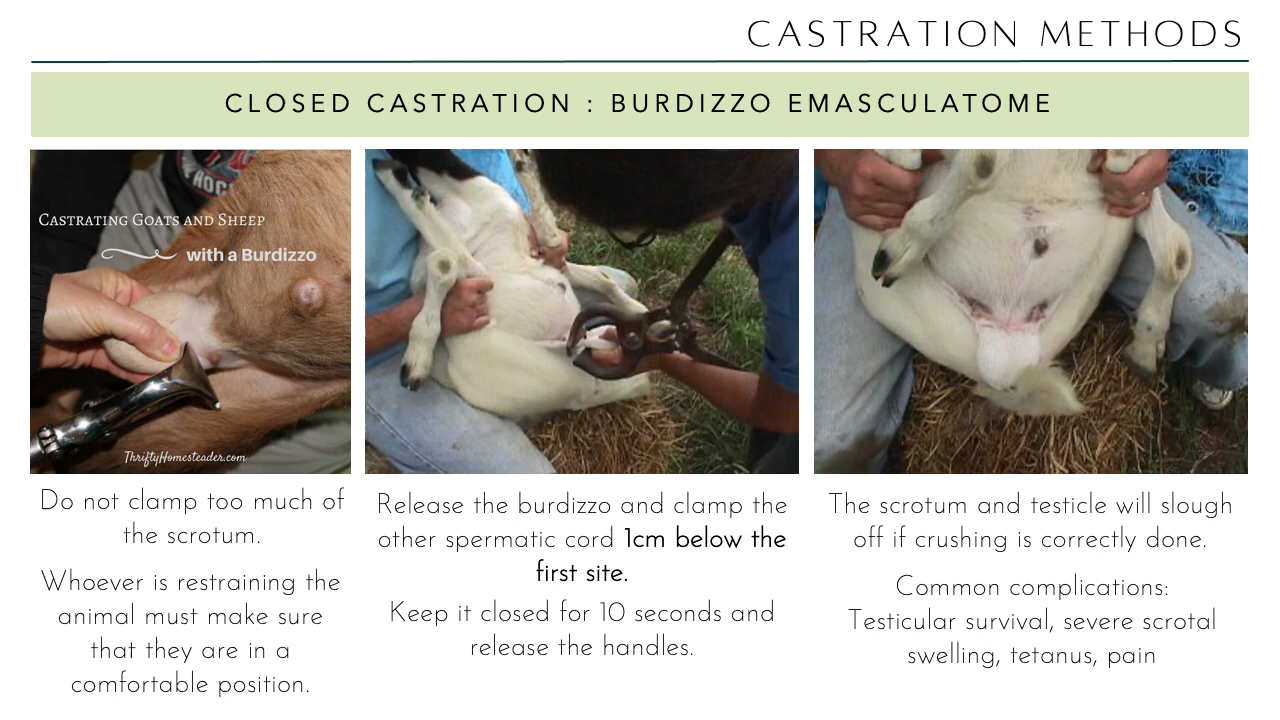 CASTRATION METHODS
CLOSED CASTRATION : BURDIZZO EMASCULATOME
Castrating Goats and Sheep
with a Burdizzo
ThriftyHomesteader.com
Do not clamp too much of
the scrotum.
Whoever is restraining the
animal must make sure
that they are in a
comfortable position.
Release the burdizzo and clamp the
other spermatic cord 1cm below the
first site.
Keep it closed for 10 seconds and
release the handles.
The scrotum and testicle will slough
off if crushing is correctly done.
Common complications:
Testicular survival, severe scrotal
swelling, tetanus, pain